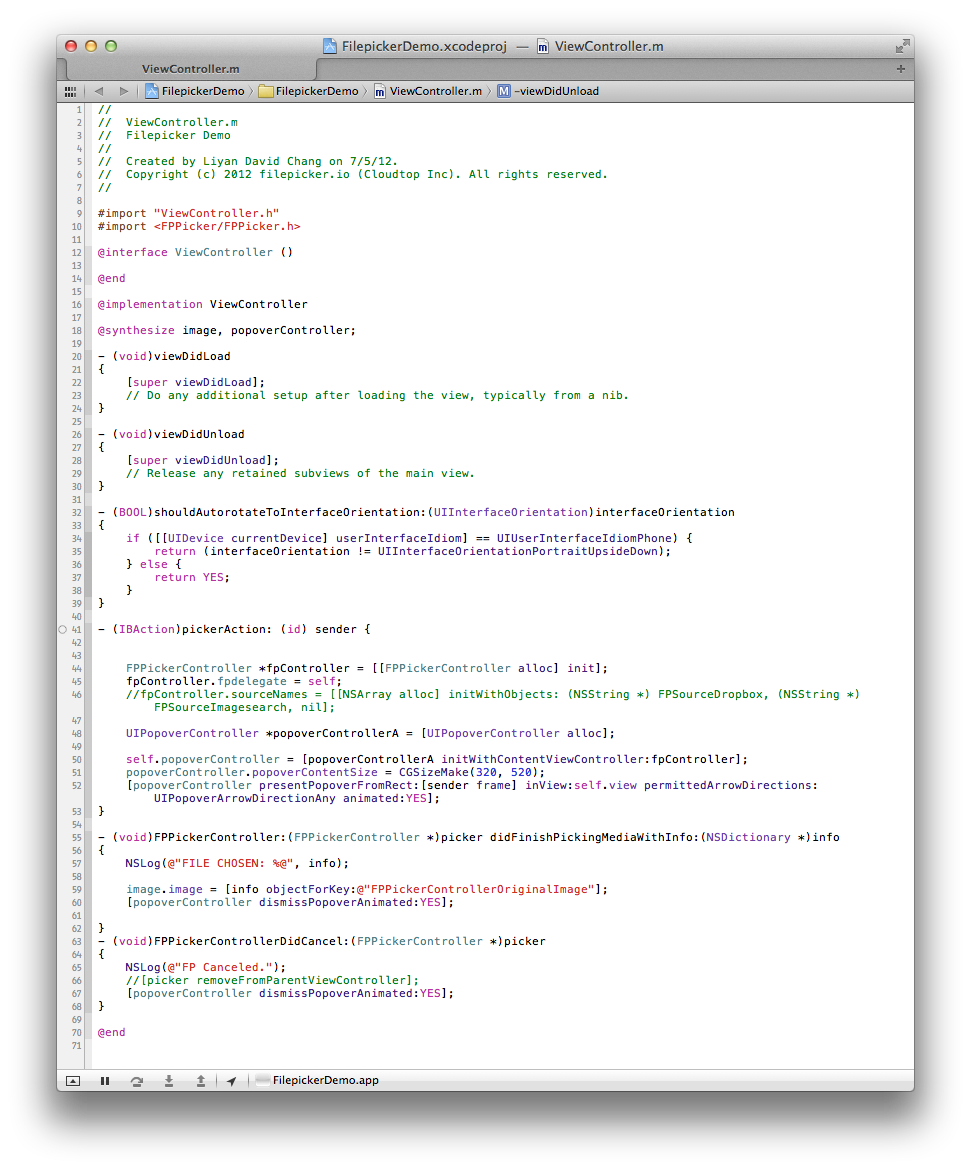 FilepickerDemo.xcodeproj — ViewController.m
ViewController.m
FilepickerDemo FilepickerDemo ViewController.m -viewDidUnload
1 //
2 //  ViewController.m
3 //  Filepicker Demo
4 //
5 //  Created by Liyan David Chang on 7/5/12.
6 //  Copyright (c) 2012 filepicker.io (Cloudtop Inc). All rights reserved.
7 //
8
9 #import "ViewController.h"
10 #import <FPPicker/FPPicker.h>
11
12 @interface ViewController ()
13
14 @end
15
16 @implementation ViewController
17
18 @synthesize image, popoverController;
19
20 - (void)viewDidLoad
21 {
22     [super viewDidLoad];
23     // Do any additional setup after loading the view, typically from a nib.
24 }
25
26 - (void)viewDidUnload
27 {
28     [super viewDidUnload];
29     // Release any retained subviews of the main view.
30 }
31
32 - (BOOL)shouldAutorotateToInterfaceOrientation:(UIInterfaceOrientation)interfaceOrientation
33 {
34     if ([[UIDevice currentDevice] userInterfaceIdiom] == UIUserInterfaceIdiomPhone) {
35         return (interfaceOrientation != UIInterfaceOrientationPortraitUpsideDown);
36     } else {
37         return YES;
38     }
39 }
40
41 - (IBAction)pickerAction: (id) sender {
42
43
44     FPPickerController *fpController = [[FPPickerController alloc] init];
45     fpController.fpdelegate = self;
46     //fpController.sourceNames = [[NSArray alloc] initWithObjects: (NSString *) FPSourceDropbox, (NSString *)
        FPSourceImagesearch, nil];
47
48     UIPopoverController *popoverControllerA = [UIPopoverController alloc];
49
50     self.popoverController = [popoverControllerA initWithContentViewController:fpController];
51     popoverController.popoverContentSize = CGSizeMake(320, 520);
52     [popoverController presentPopoverFromRect:[sender frame] inView:self.view permittedArrowDirections:
        UIPopoverArrowDirectionAny animated:YES];
53 }
54
55 - (void)FPPickerController:(FPPickerController *)picker didFinishPickingMediaWithInfo:(NSDictionary *)info
56 {
57     NSLog(@"FILE CHOSEN: %@", info);
58
59     image.image = [info objectForKey:@"FPPickerControllerOriginalImage"];
60     [popoverController dismissPopoverAnimated:YES];
61
62 }
63 - (void)FPPickerControllerDidCancel:(FPPickerController *)picker
64 {
65     NSLog(@"FP Canceled.");
66     //[picker removeFromParentViewController];
67     [popoverController dismissPopoverAnimated:YES];
68 }
69
70 @end
71
FilepickerDemo.app